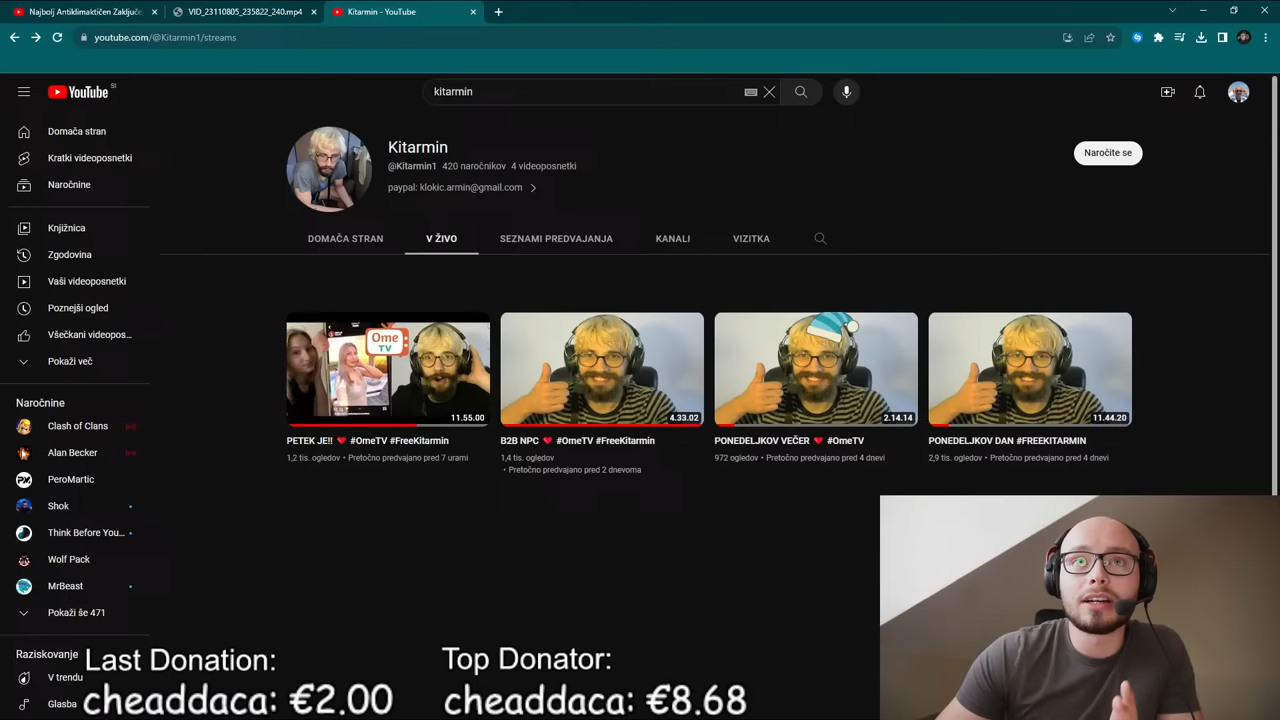 Najbolj Antiklimaktičen Zaključe
VID_23110805_235822_240.mp4
Kitarmin - YouTube
youtube.com/@Kitarmin1/streams
YouTube
SI
kitarmin
Domača stran
Kratki videoposnetki
Naročnine
Knjižnica
Zgodovina
Vaši videoposnetki
Poznejši ogled
Všečkani videopos...
Pokaži več
Naročnine
Clash of Clans
Alan Becker
PeroMartic
Shok
Think Before You...
Wolf Pack
MrBeast
Pokaži še 471
Raziskovanje
V trendu
Glasba
Kitarmin
@Kitarmin1 420 naročnikov 4 videoposnetki
paypal: klokic.armin@gmail.com
Naročite se
DOMAČA STRAN
V ŽIVO
SEZNAMI PREDVAJANJA
KANALI
VIZITKA
Ome
TV
11.55.00
PETEK JE!! ❤️ #OmeTV #FreeKitarmin
1,2 tis. ogledov • Pretočno predvajano pred 7 urami
4.33.02
B2B NPC ❤️ #OmeTV #FreeKitarmin
1,4 tis. ogledov
• Pretočno predvajano pred 2 dnevoma
2.14.14
PONEDELJKOV VEČER ❤️ #OmeTV
972 ogledov • Pretočno predvajano pred 4 dnevi
11.44.20
PONEDELJKOV DAN #FREEKITARMIN
2,9 tis. ogledov • Pretočno predvajano pred 4 dnevi
Last Donation:
cheaddaca: €2.00
Top Donator:
cheaddaca: €8.68